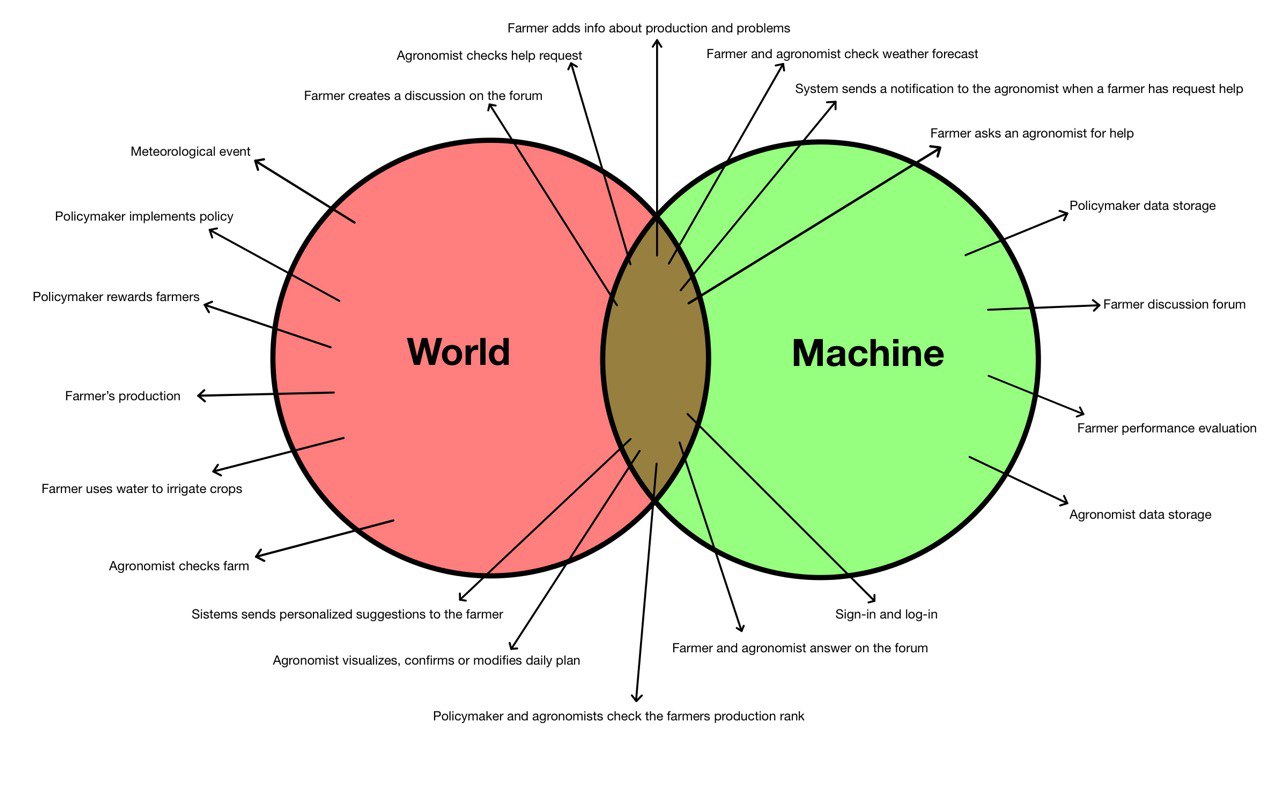 Farmer adds info about production and problems
Agronomist checks help request
Farmer and agronomist check weather forecast
System sends a notification to the agronomist when a farmer has request help
Farmer creates a discussion on the forum
Farmer asks an agronomist for help
Meteorological event
Policymaker data storage
Policymaker implements policy
Policymaker rewards farmers
Farmer discussion forum
World
Machine
Farmer's production
Farmer performance evaluation
Farmer uses water to irrigate crops
Agronomist data storage
Agronomist checks farm
Sistems sends personalized suggestions to the farmer
Sign-in and log-in
Farmer and agronomist answer on the forum
Agronomist visualizes, confirms or modifies daily plan
Policymaker and agronomists check the farmers production rank